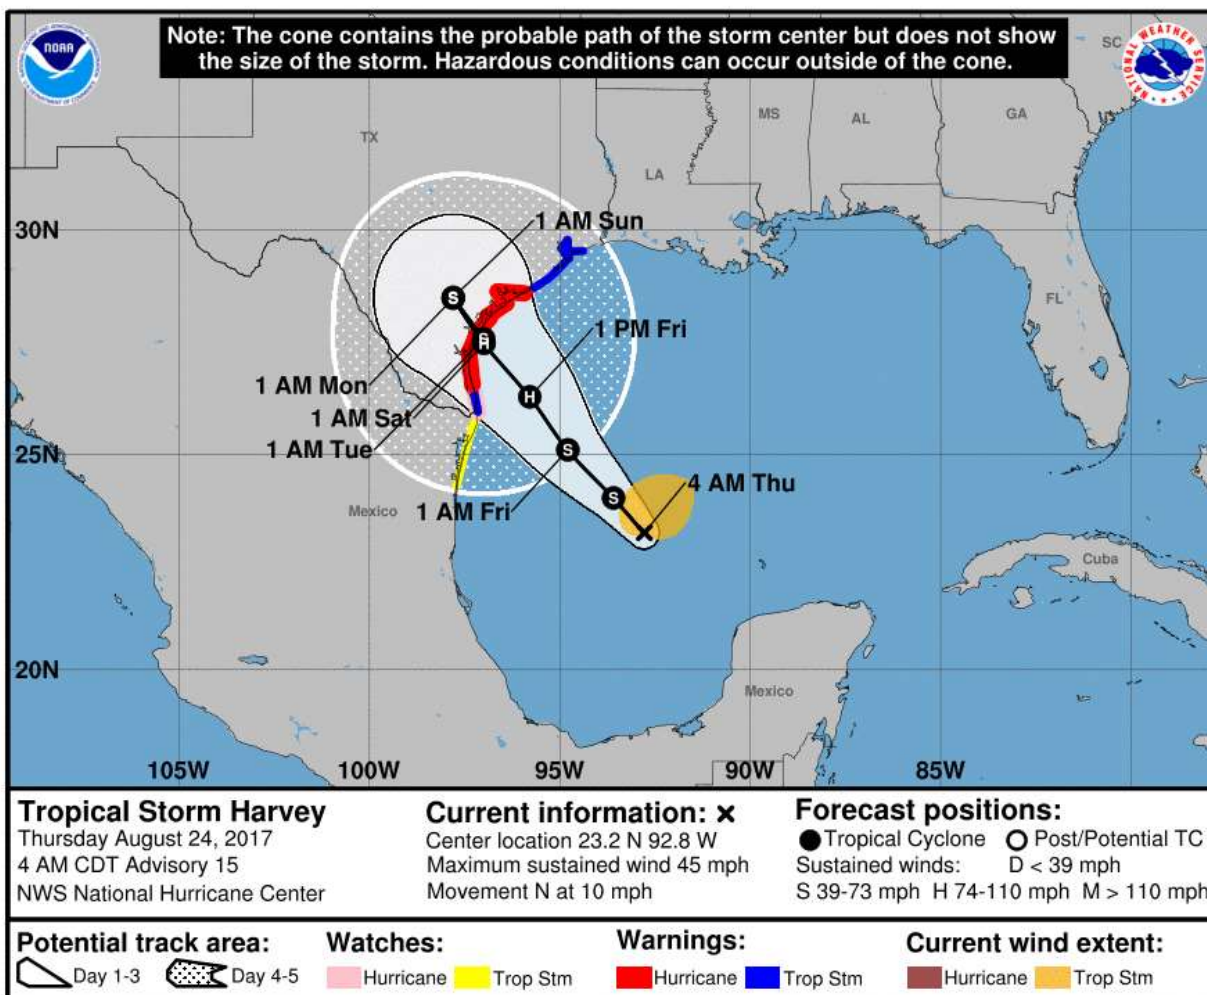 Note: The cone contains the probable path of the storm center but does not show
the size of the storm. Hazardous conditions can occur outside of the cone.
NOAA
NATIONAL WEATHER SERVICE
SC
TX
MS
AL
GA
LA
30N
1 AM Sun
FL
1 PM Fri
1 AM Mon
1 AM Sat
1 AM Tue
25N
4 AM Thu
Mexico
1 AM Fri
Cuba
20N
Mexico
105W
100W
95W
90W
85W
S
S
H
H
S
S
Tropical Storm Harvey
Thursday August 24, 2017
4 AM CDT Advisory 15
NWS National Hurricane Center
Current information: x
Center location 23.2 N 92.8 W
Maximum sustained wind 45 mph
Movement N at 10 mph
Forecast positions:
Tropical Cyclone Post/Potential TC
Sustained winds: D < 39 mph
S 39-73 mph H 74-110 mph M > 110 mph
Potential track area:
Day 1-3 Day 4-5
Watches:
Hurricane Trop Stm
Warnings:
Hurricane Trop Stm
Current wind extent:
Hurricane Trop Stm